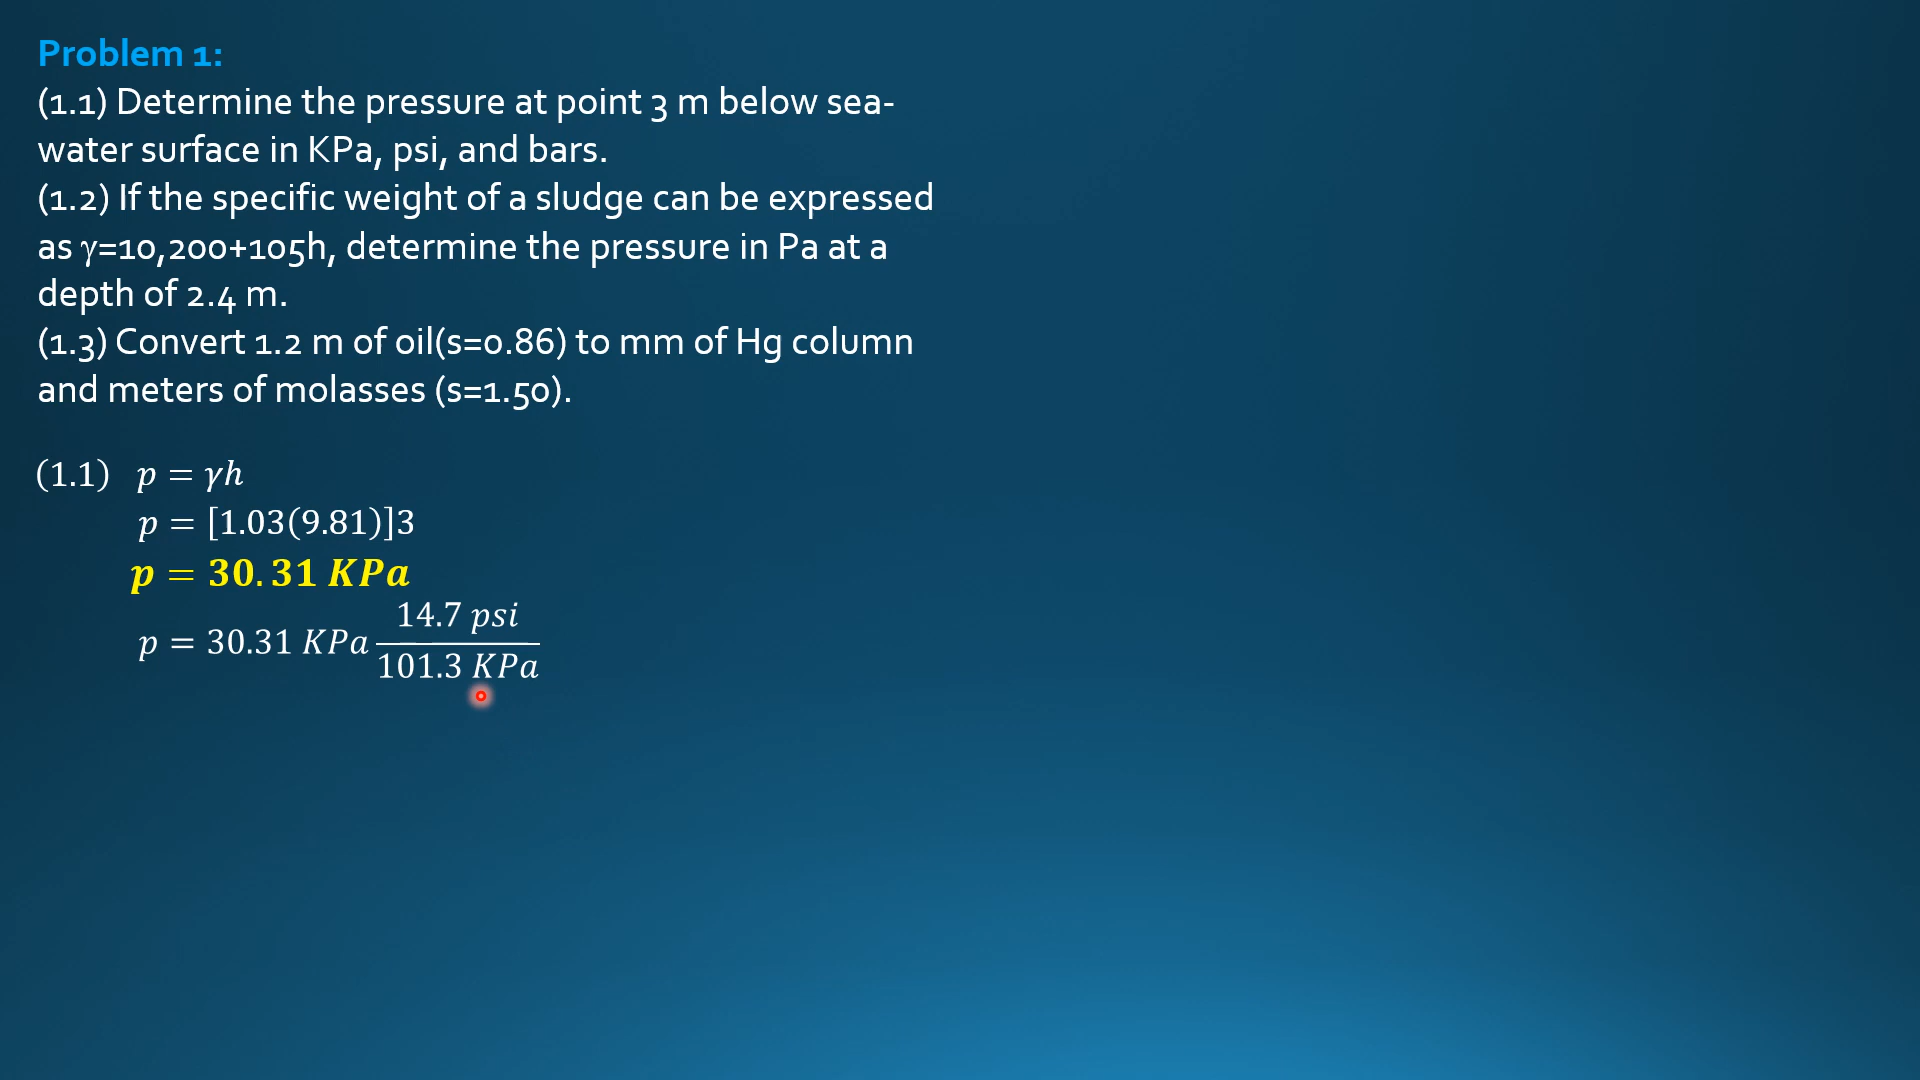 Problem 1:
(1.1) Determine the pressure at point 3 m below sea-
water surface in KPa, psi, and bars.
(1.2) If the specific weight of a sludge can be expressed
as γ=10,200+105h, determine the pressure in Pa at a
depth of 2.4 m.
(1.3) Convert 1.2 m of oil(s=0.86) to mm of Hg column
and meters of molasses (s=1.50).
(1.1) p = γh
p = [1.03(9.81)]3
p = 30.31 KPa
p = 30.31 KPa 14.7 psi / 101.3 KPa